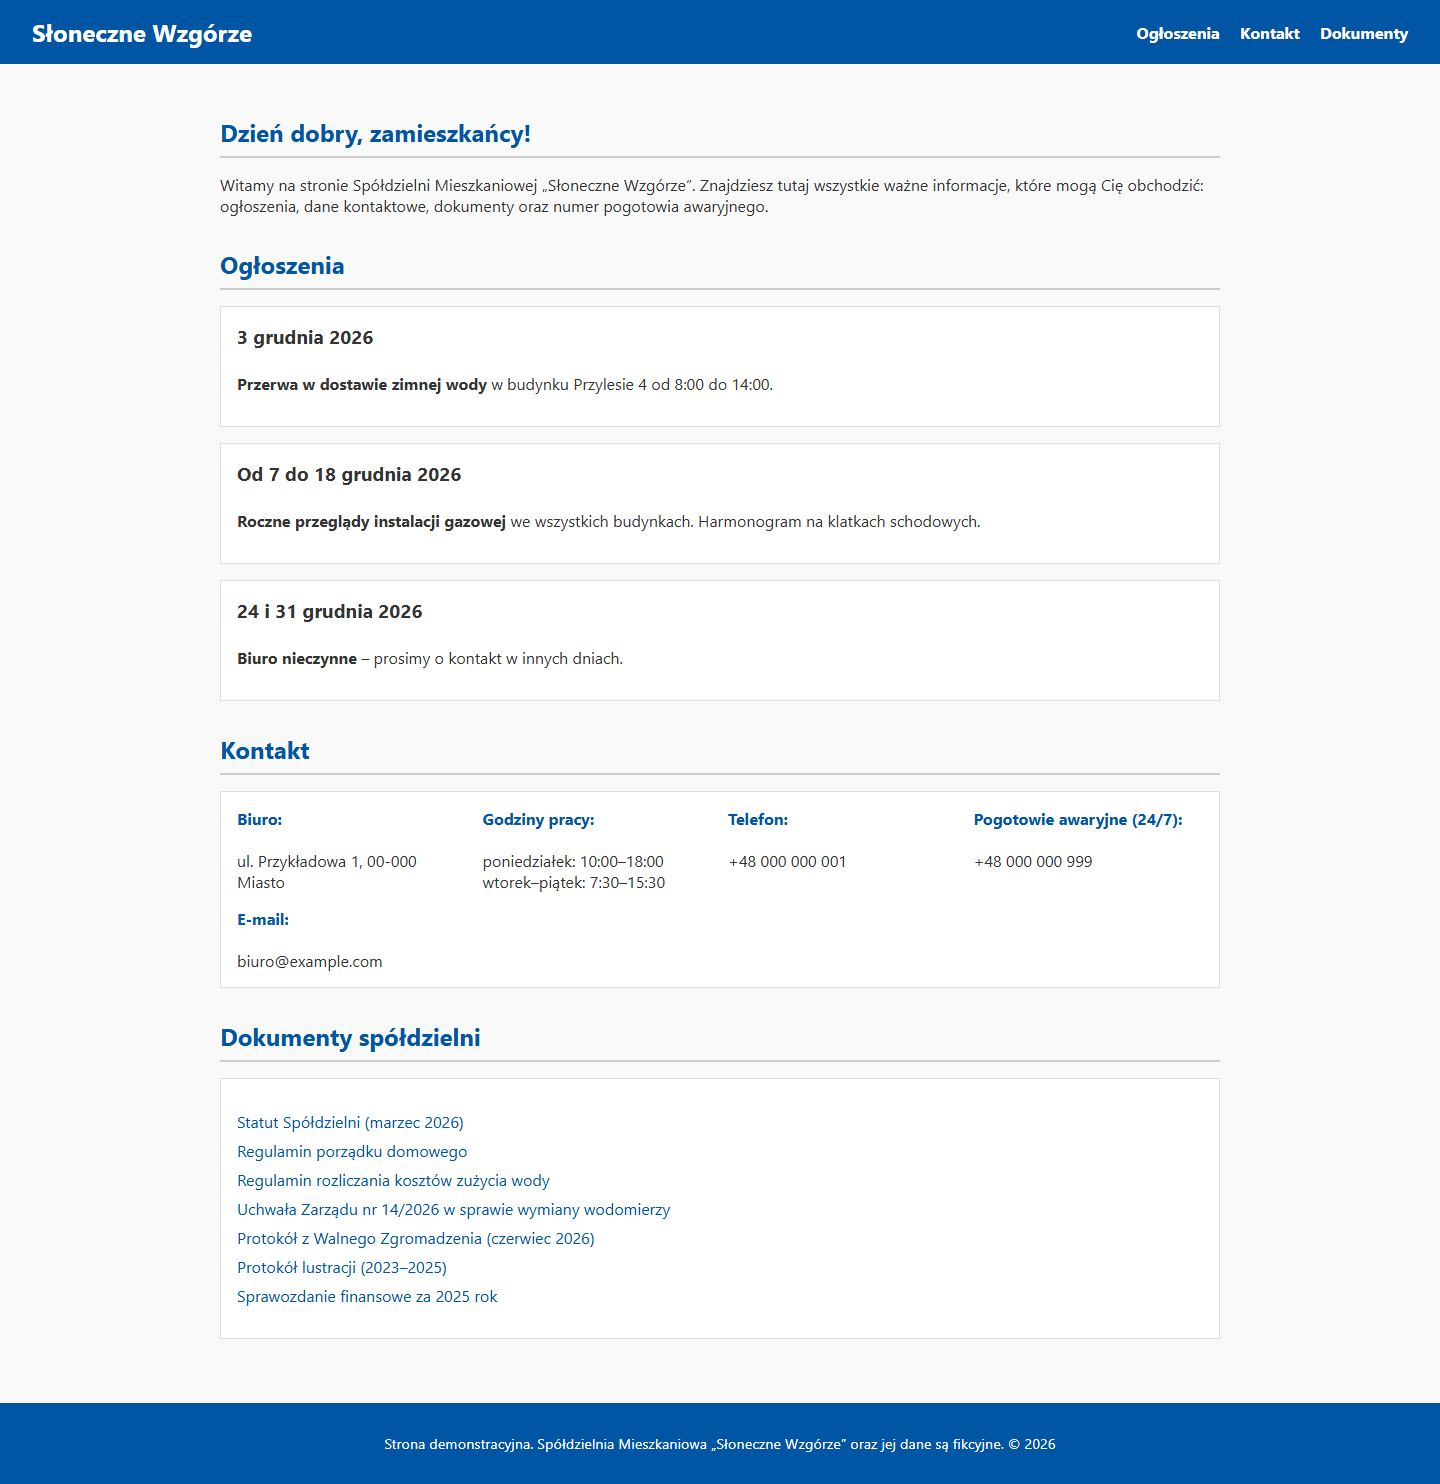 Słoneczne Wzgórze
Ogłoszenia
Kontakt
Dokumenty
Dzień dobry, zamieszkańcy!
Witamy na stronie Spółdzielni Mieszkaniowej „Słoneczne Wzgórze”. Znajdziesz tutaj wszystkie ważne informacje, które mogą Cię obchodzić:
ogłoszenia, dane kontaktowe, dokumenty oraz numer pogotowia awaryjnego.
Ogłoszenia
3 grudnia 2026
Przerwa w dostawie zimnej wody w budynku Przylesie 4 od 8:00 do 14:00.
Od 7 do 18 grudnia 2026
Roczne przeglądy instalacji gazowej we wszystkich budynkach. Harmonogram na klatkach schodowych.
24 i 31 grudnia 2026
Biuro nieczynne – prosimy o kontakt w innych dniach.
Kontakt
Biuro:
ul. Przykładowa 1, 00-000
Miasto
Godziny pracy:
poniedziałek: 10:00–18:00
wtorek–piątek: 7:30–15:30
Telefon:
+48 000 000 001
Pogotowie awaryjne (24/7):
+48 000 000 999
E-mail:
biuro@example.com
Dokumenty spółdzielni
Statut Spółdzielni (marzec 2026)
Regulamin porządku domowego
Regulamin rozliczania kosztów zużycia wody
Uchwała Zarządu nr 14/2026 w sprawie wymiany wodomierzy
Protokół z Walnego Zgromadzenia (czerwiec 2026)
Protokół lustracji (2023–2025)
Sprawozdanie finansowe za 2025 rok
Strona demonstracyjna. Spółdzielnia Mieszkaniowa „Słoneczne Wzgórze” oraz jej dane są fikcyjne. © 2026